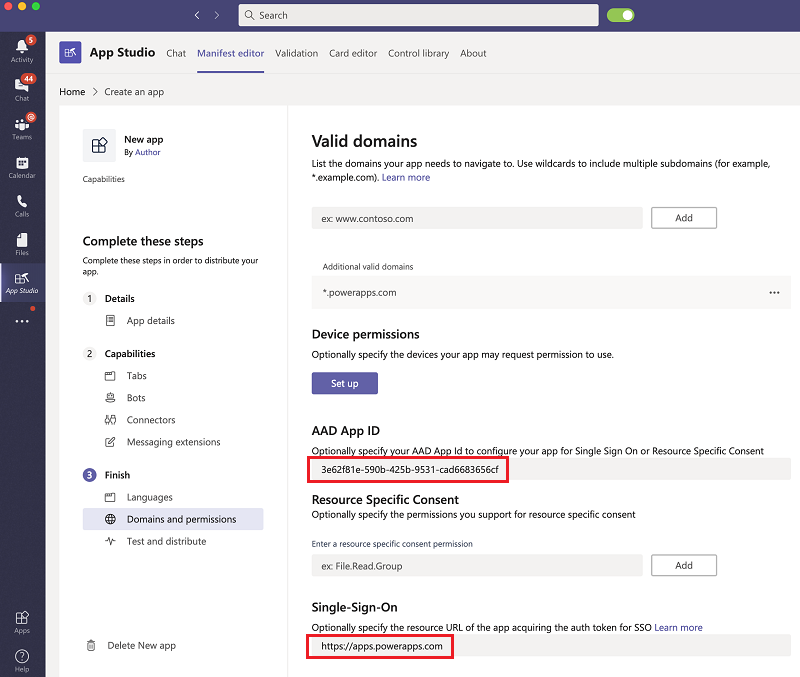 Search
5
Activity
44
Chat
@
Teams
Calendar
Calls
Files
App Studio
Apps
Help
App Studio
Chat
Manifest editor
Validation
Card editor
Control library
About
Home > Create an app
New app
By Author
Capabilities
Complete these steps
Complete these steps in order to distribute your
app.
1 Details
App details
2 Capabilities
Tabs
Bots
Connectors
Messaging extensions
3 Finish
Languages
Domains and permissions
Test and distribute
Delete New app
Valid domains
List the domains your app needs to navigate to. Use wildcards to include multiple subdomains (for example,
*.example.com). Learn more
ex: www.contoso.com
Add
Additional valid domains
*.powerapps.com
Device permissions
Optionally specify the devices your app may request permission to use.
Set up
AAD App ID
Optionally specify your AAD App Id to configure your app for Single Sign On or Resource Specific Consent
3e62f81e-590b-425b-9531-cad6683656cf
Resource Specific Consent
Optionally specify the permissions you support for resource specific consent
Enter a resource specific consent permission
ex: File.Read.Group
Add
Single-Sign-On
Optionally specify the resource URL of the app acquiring the auth token for SSO Learn more
https://apps.powerapps.com